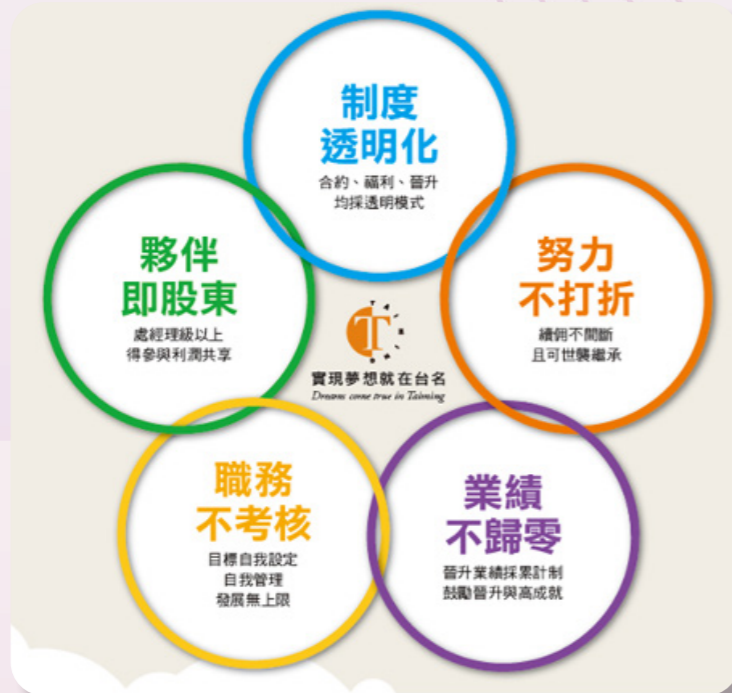 制度
透明化
合約、福利、晉升
均採透明模式
夥伴
即股東
處經理級以上
得參與利潤共享
努力
不打折
續佣不間斷
且可世襲繼承
T
實現夢想就在台名
Dreams come true in Taiming
職務
不考核
目標自我設定
自我管理
發展無上限
業績
不歸零
晉升業績採累計制
鼓勵晉升與高成就